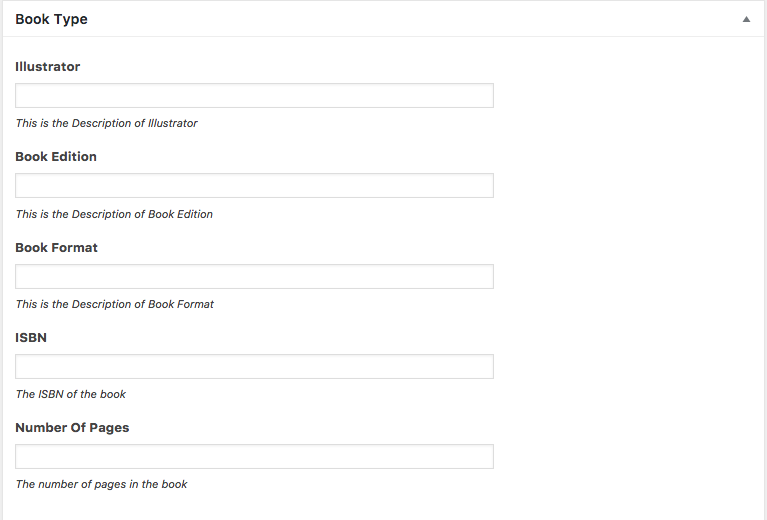 Book Type
Illustrator
This is the Description of Illustrator
Book Edition
This is the Description of Book Edition
Book Format
This is the Description of Book Format
ISBN
The ISBN of the book
Number Of Pages
The number of pages in the book